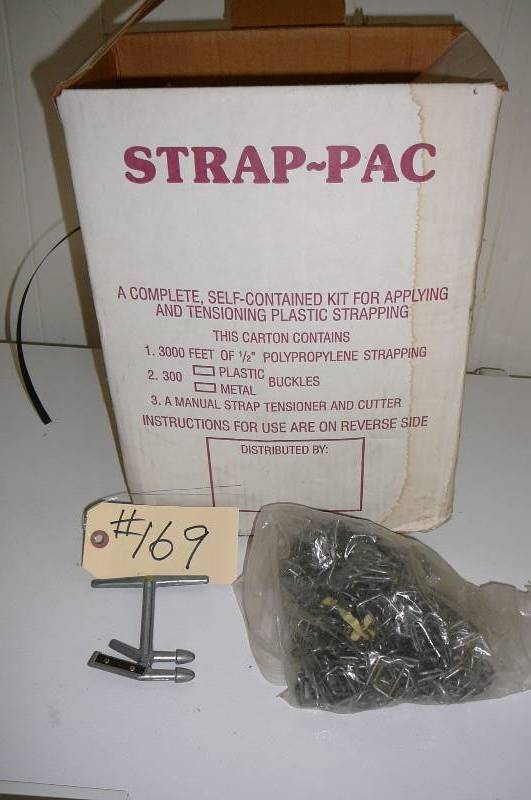 STRAP~PAC
A COMPLETE, SELF-CONTAINED KIT FOR APPLYING
AND TENSIONING PLASTIC STRAPPING
THIS CARTON CONTAINS
1. 3000 FEET OF 1/2" POLYPROPYLENE STRAPPING
2. 300 PLASTIC BUCKLES
METAL
3. A MANUAL STRAP TENSIONER AND CUTTER
INSTRUCTIONS FOR USE ARE ON REVERSE SIDE
DISTRIBUTED BY:
#169